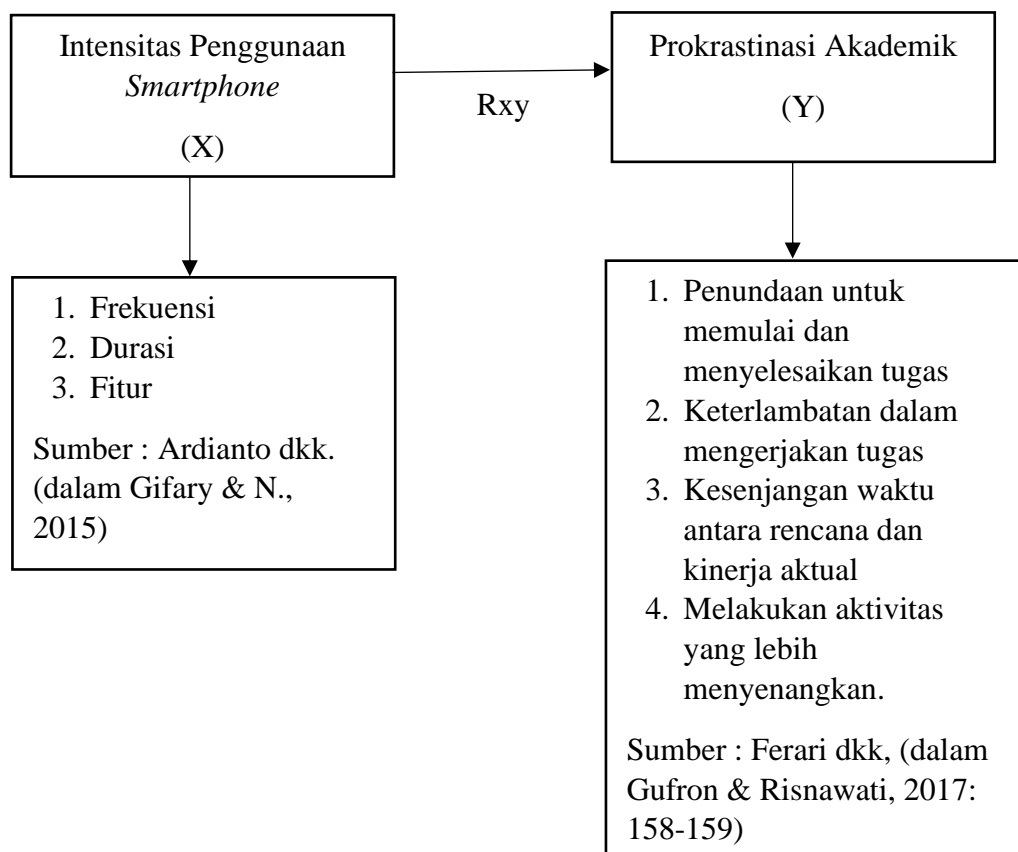 Intensitas Penggunaan
Smartphone
(X)
Rxy
Prokrastinasi Akademik
(Y)
1. Frekuensi
2. Durasi
3. Fitur
Sumber : Ardianto dkk.
(dalam Gifary & N.,
2015)
1. Penundaan untuk
memulai dan
menyelesaikan tugas
2. Keterlambatan dalam
mengerjakan tugas
3. Kesenjangan waktu
antara rencana dan
kinerja aktual
4. Melakukan aktivitas
yang lebih
menyenangkan.
Sumber : Ferari dkk, (dalam
Gufron & Risnawati, 2017:
158-159)